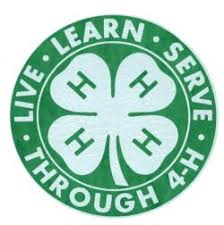 LIVE · LEARN · SERVE
· THROUGH 4-H ·
H H
H H